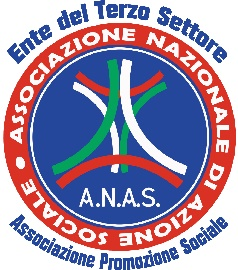 Ente del Terzo Settore
ASSOCIAZIONE NAZIONALE DI AZIONE SOCIALE •
A.N.A.S.
Associazione Promozione Sociale